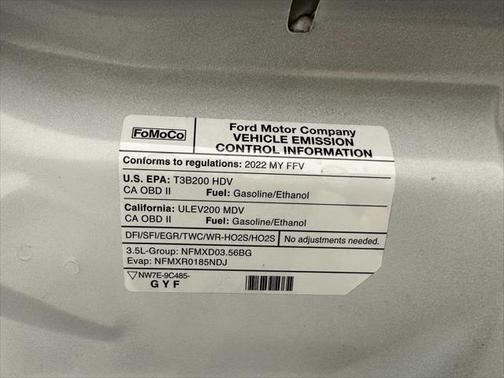 FoMoCo
Ford Motor Company
VEHICLE EMISSION
CONTROL INFORMATION
Conforms to regulations: 2022 MY FFV
U.S. EPA: T3B200 HDV
CA OBD II Fuel: Gasoline/Ethanol
California: ULEV200 MDV
CA OBD II Fuel: Gasoline/Ethanol
DFI/SFI/EGR/TWC/WR-HO2S/HO2S No adjustments needed.
3.5L-Group: NFMXD03.56BG
Evap: NFMXR0185NDJ
NW7E-9C485-
G Y F